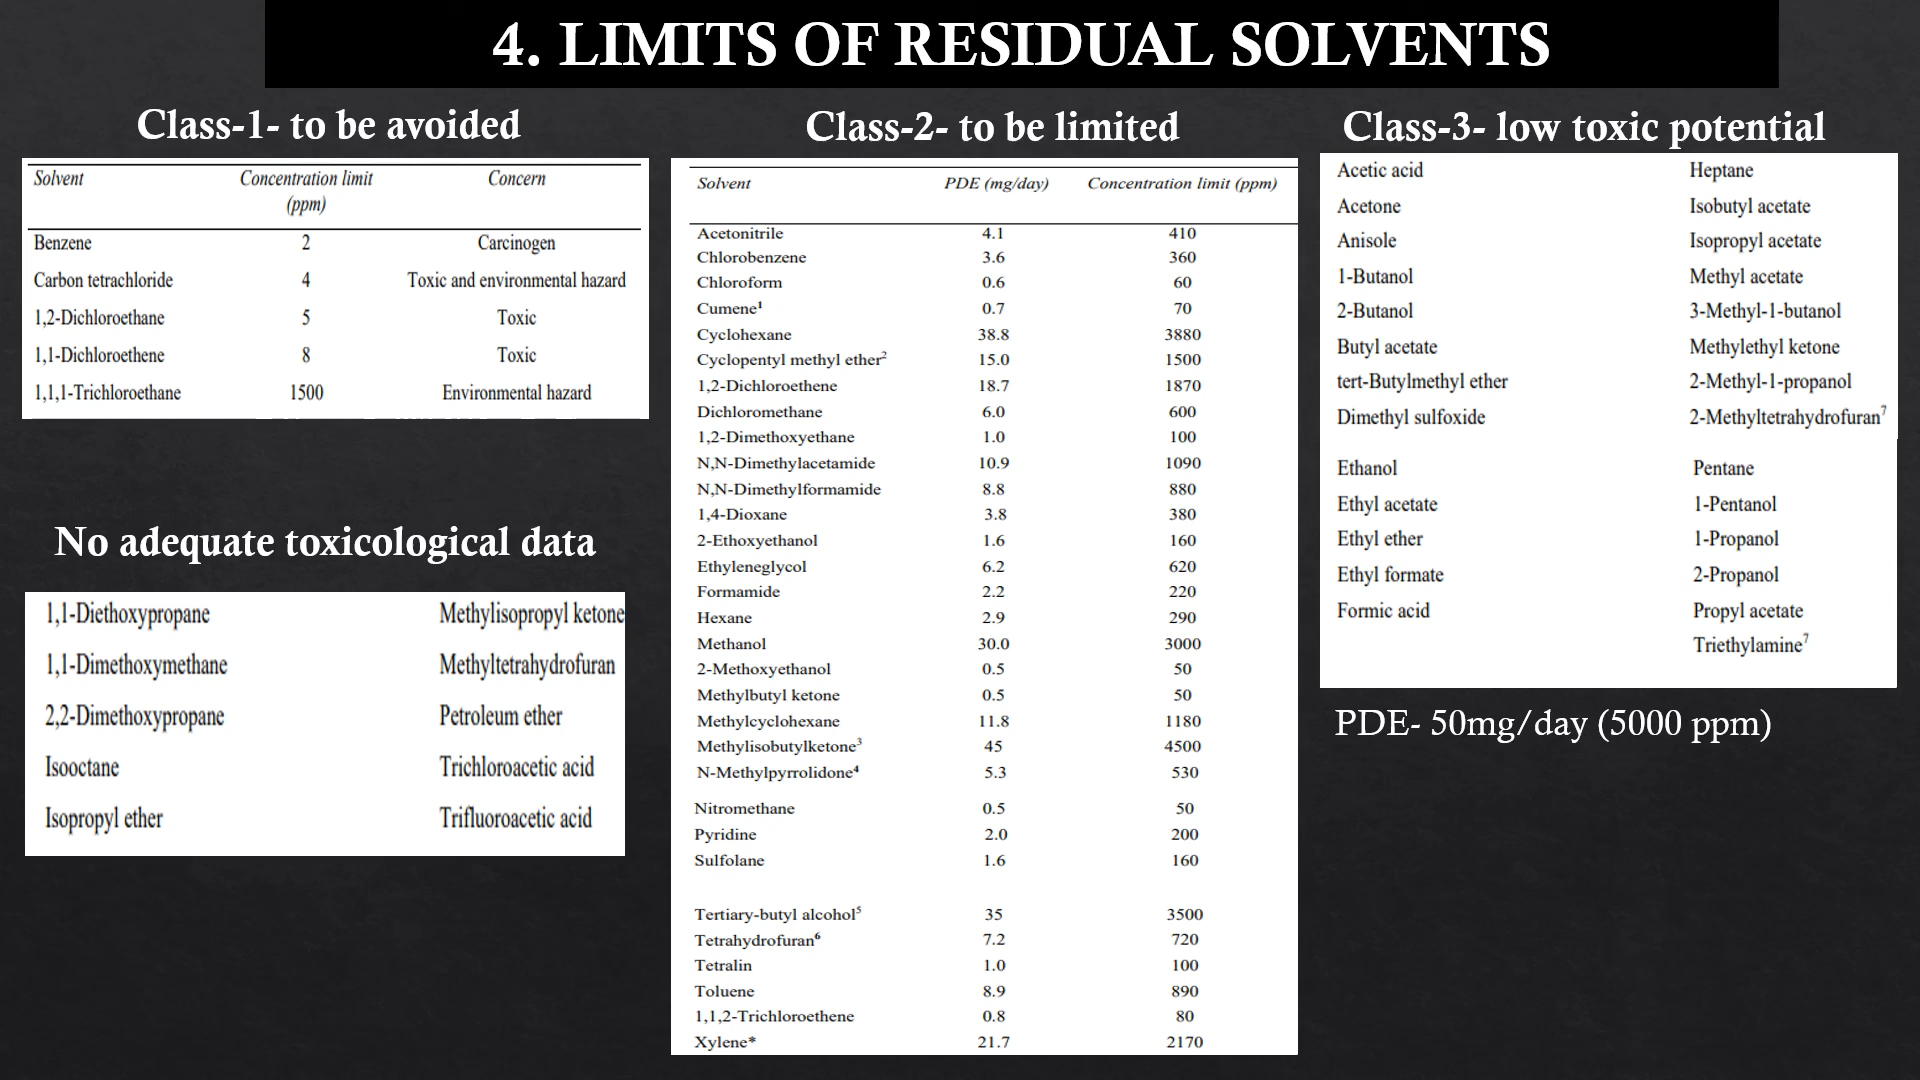 4. LIMITS OF RESIDUAL SOLVENTS
Class-1- to be avoided
Solvent Concentration limit Concern
(ppm)
Benzene 2 Carcinogen
Carbon tetrachloride 4 Toxic and environmental hazard
1,2-Dichloroethane 5 Toxic
1,1-Dichloroethene 8 Toxic
1,1,1-Trichloroethane 1500 Environmental hazard
No adequate toxicological data
1,1-Diethoxypropane Methylisopropyl ketone
1,1-Dimethoxymethane Methyltetrahydrofuran
2,2-Dimethoxypropane Petroleum ether
Isooctane Trichloroacetic acid
Isopropyl ether Trifluoroacetic acid
Class-2- to be limited
Solvent PDE (mg/day) Concentration limit (ppm)
Acetonitrile 4.1 410
Chlorobenzene 3.6 360
Chloroform 0.6 60
Cumene¹ 0.7 70
Cyclohexane 38.8 3880
Cyclopentyl methyl ether² 15.0 1500
1,2-Dichloroethene 18.7 1870
Dichloromethane 6.0 600
1,2-Dimethoxyethane 1.0 100
N,N-Dimethylacetamide 10.9 1090
N,N-Dimethylformamide 8.8 880
1,4-Dioxane 3.8 380
2-Ethoxyethanol 1.6 160
Ethyleneglycol 6.2 620
Formamide 2.2 220
Hexane 2.9 290
Methanol 30.0 3000
2-Methoxyethanol 0.5 50
Methylbutyl ketone 0.5 50
Methylcyclohexane 11.8 1180
Methylisobutylketone³ 45 4500
N-Methylpyrrolidone⁴ 5.3 530
Nitromethane 0.5 50
Pyridine 2.0 200
Sulfolane 1.6 160
Tertiary-butyl alcohol⁵ 35 3500
Tetrahydrofuran⁶ 7.2 720
Tetralin 1.0 100
Toluene 8.9 890
1,1,2-Trichloroethene 0.8 80
Xylene* 21.7 2170
Class-3- low toxic potential
Acetic acid Heptane
Acetone Isobutyl acetate
Anisole Isopropyl acetate
1-Butanol Methyl acetate
2-Butanol 3-Methyl-1-butanol
Butyl acetate Methylethyl ketone
tert-Butylmethyl ether 2-Methyl-1-propanol
Dimethyl sulfoxide 2-Methyltetrahydrofuran⁷
Ethanol Pentane
Ethyl acetate 1-Pentanol
Ethyl ether 1-Propanol
Ethyl formate 2-Propanol
Formic acid Propyl acetate
Triethylamine⁷
PDE- 50mg/day (5000 ppm)